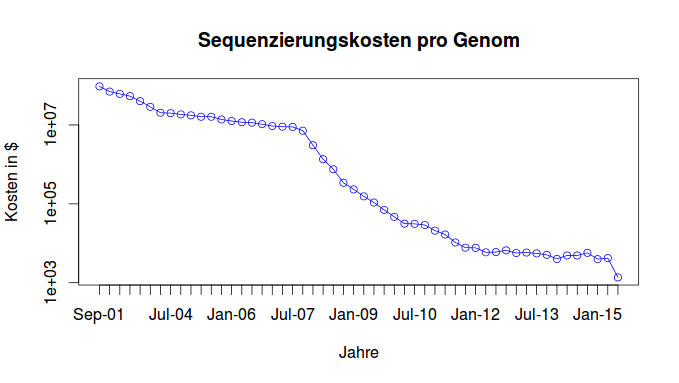 Sequenzierungskosten pro Genom
Kosten in $
1e+07
1e+05
1e+03
Sep-01 Jul-04 Jan-06 Jul-07 Jan-09 Jul-10 Jan-12 Jul-13 Jan-15
Jahre